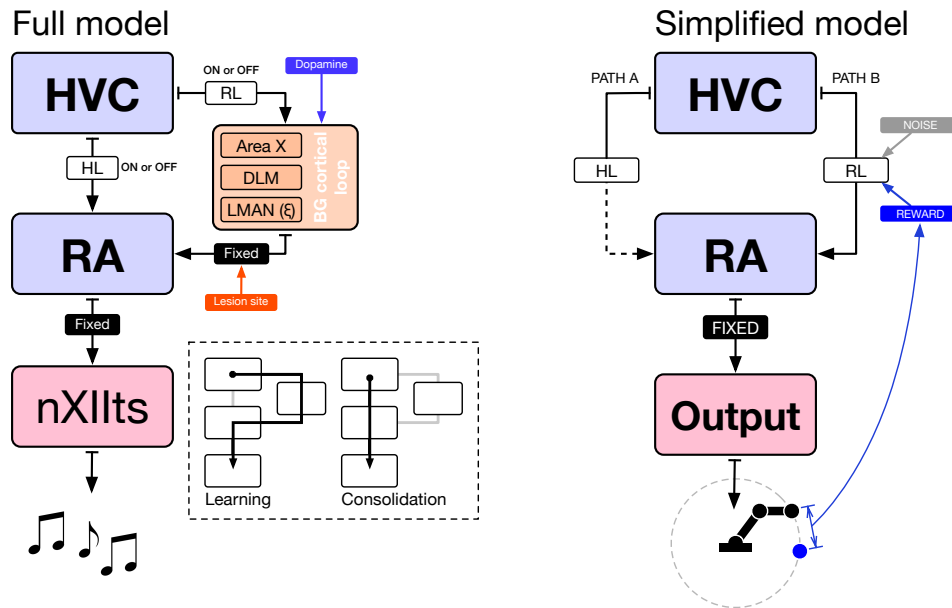 Full model
HVC
ON or OFF
RL
Dopamine
Area X
DLM
LMAN (ξ)
BG cortical
loop
HL
ON or OFF
RA
Fixed
Lesion site
Fixed
nXIIts
Learning
Consolidation
Simplified model
PATH A
HVC
PATH B
NOISE
HL
RL
REWARD
RA
FIXED
Output